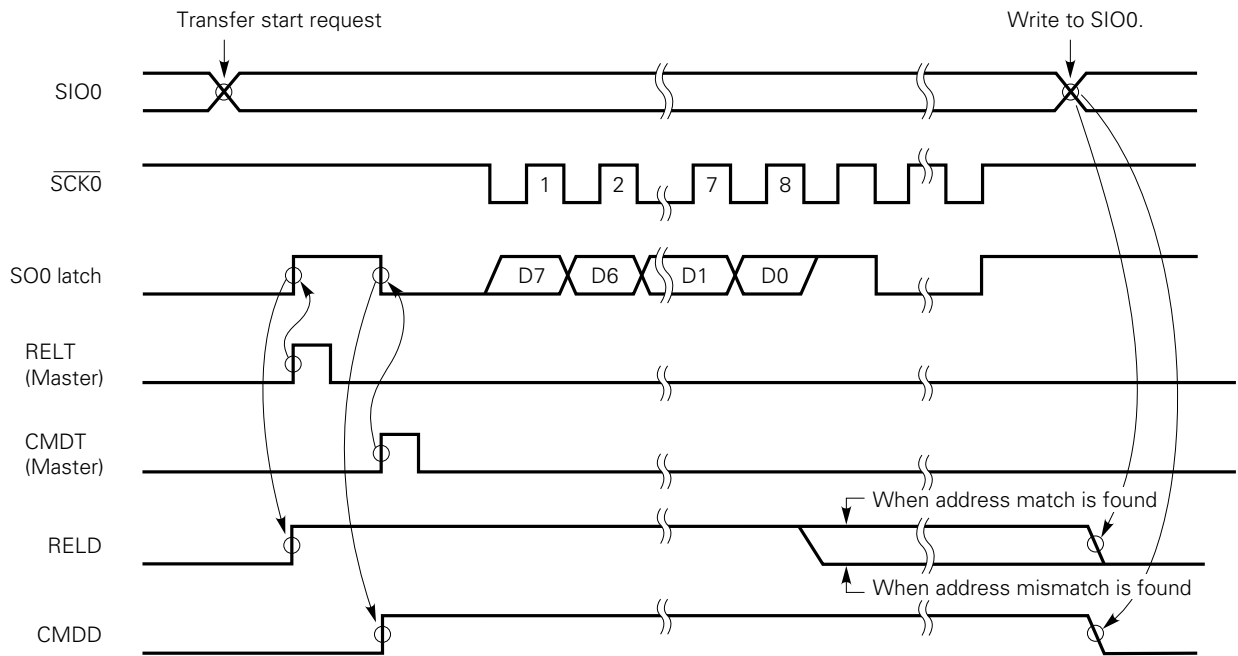 Transfer start request
Write to SIO0.
SIO0
SCK0
1 2 7 8
SO0 latch
D7 D6 D1 D0
RELT
(Master)
CMDT
(Master)
When address match is found
RELD
When address mismatch is found
CMDD